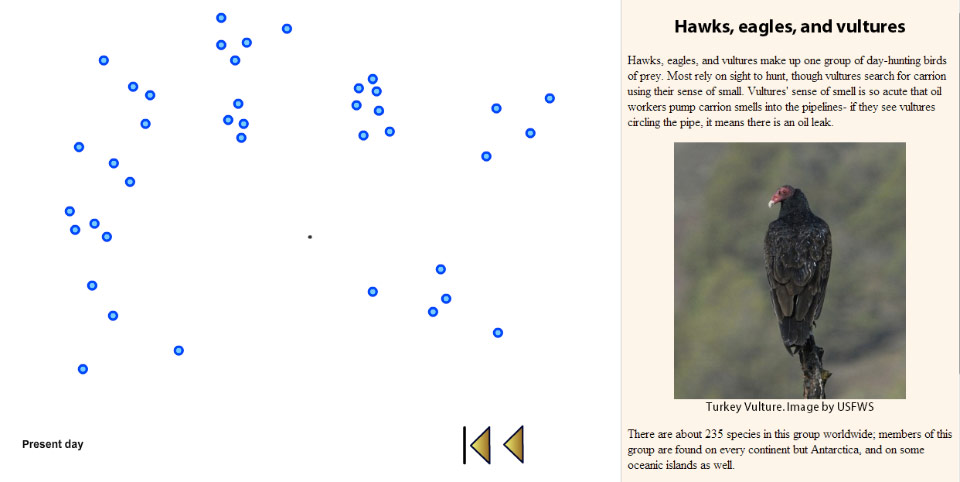 Hawks, eagles, and vultures
Hawks, eagles, and vultures make up one group of day-hunting birds
of prey. Most rely on sight to hunt, though vultures search for carrion
using their sense of small. Vultures' sense of smell is so acute that oil
workers pump carrion smells into the pipelines- if they see vultures
circling the pipe, it means there is an oil leak.
Turkey Vulture. Image by USFWS
There are about 235 species in this group worldwide; members of this
group are found on every continent but Antarctica, and on some
oceanic islands as well.
Present day